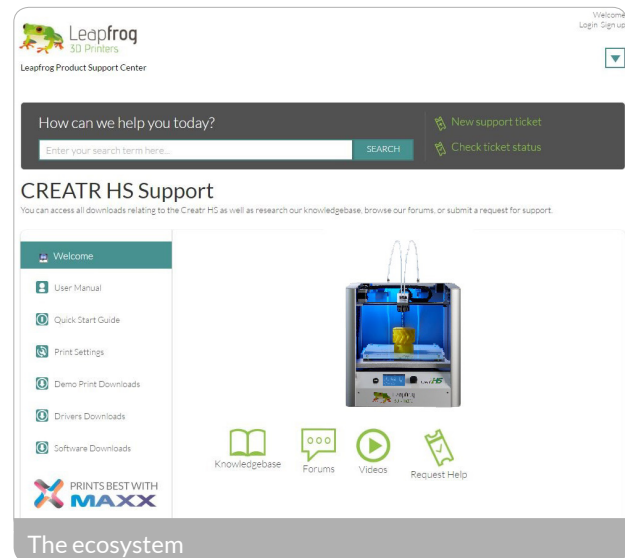 Welcome
Login Sign up
Leapfrog
3D Printers
Leapfrog Product Support Center
How can we help you today?
Enter your search term here...
SEARCH
New support ticket
Check ticket status
CREATR HS Support
You can access all downloads relating to the Creatr HS as well as research our knowledgebase, browse our forums, or submit a request for support.
Welcome
User Manual
Quick Start Guide
Print Settings
Demo Print Downloads
Drivers Downloads
Software Downloads
PRINTS BEST WITH
MAXX
Leapfrog
Knowledgebase
Forums
Videos
Request Help
The ecosystem